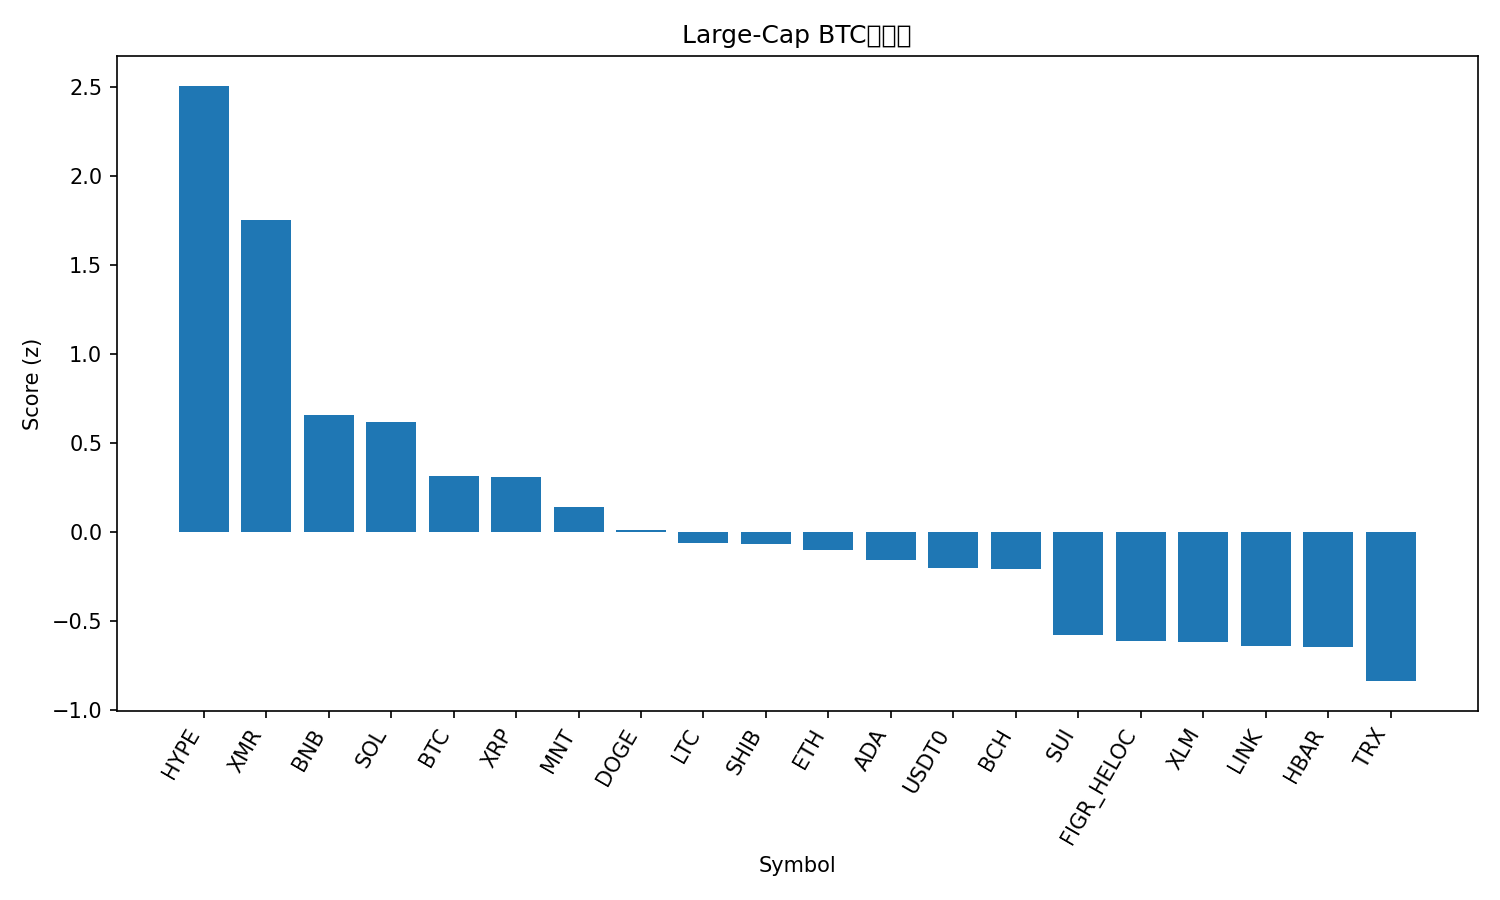 Large-Cap BTC
Score (z)
2.5
2.0
1.5
1.0
0.5
0.0
−0.5
−1.0
HYPE
XMR
BNB
SOL
BTC
XRP
MNT
DOGE
LTC
SHIB
ETH
ADA
USDT0
BCH
SUI
FIGR_HELOC
XLM
LINK
HBAR
TRX
Symbol